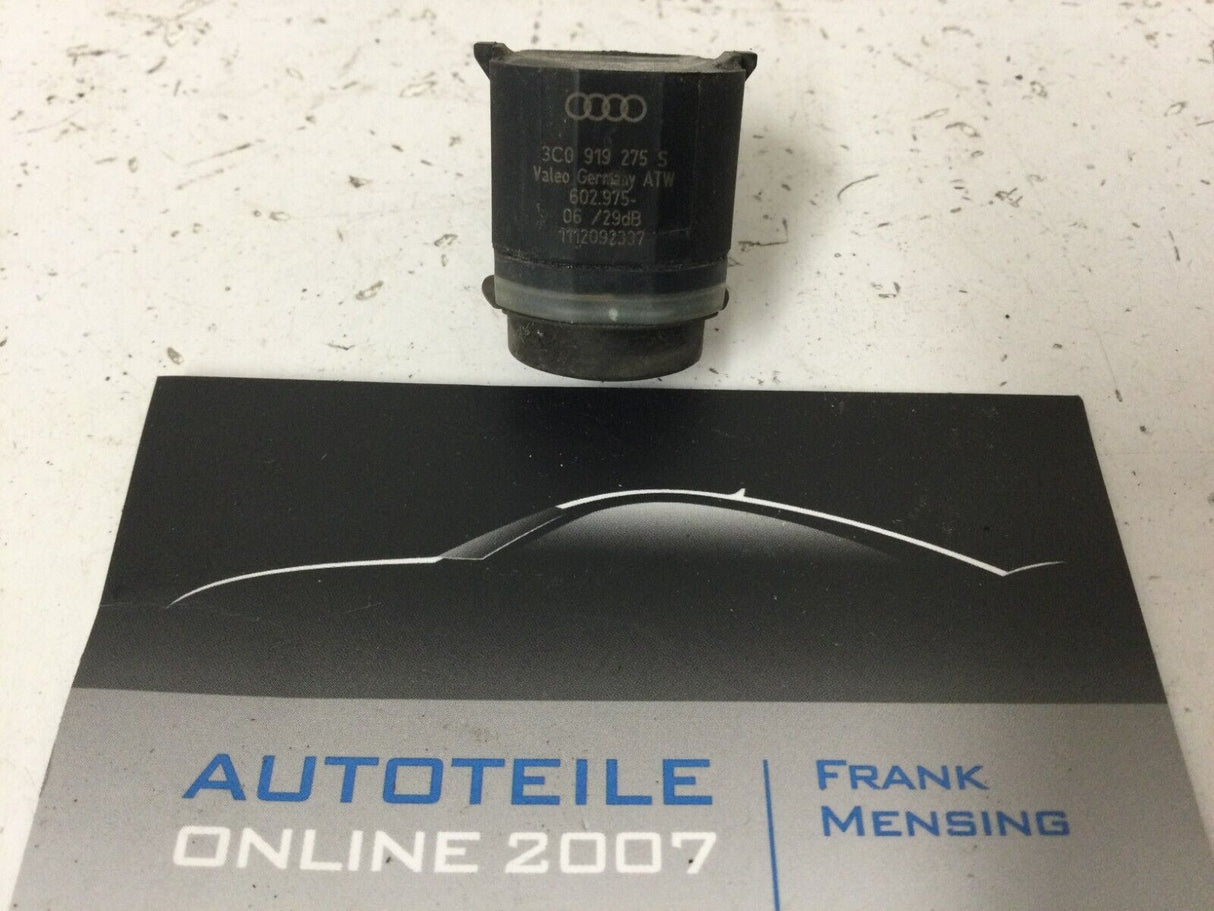 3C0 919 275 S
Valeo Germany ATW
602.975-
06 /29dB
1112092337
AUTOTEILE
ONLINE 2007
FRANK
MENSING